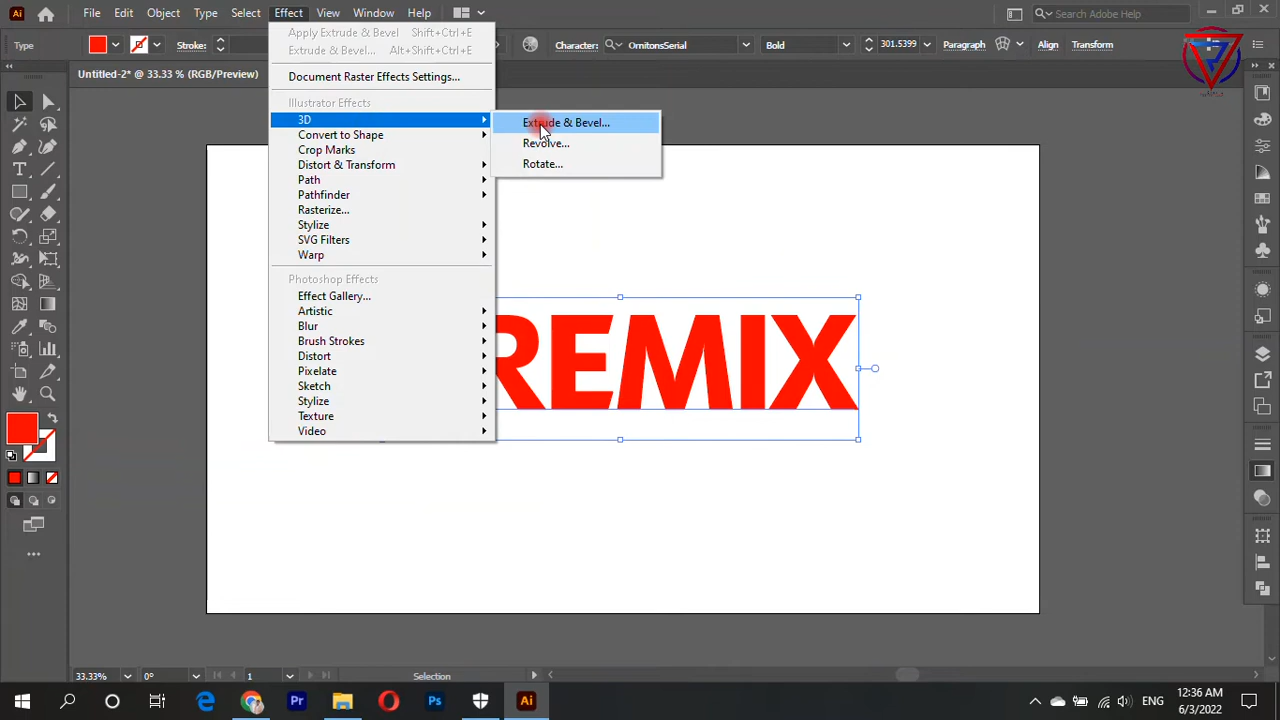 Ai File Edit Object Type Select Effect View Window Help Search Adobe Help
Type Stroke: Character: OrnitonsSerial Bold 301.5399 Paragraph Align Transform
Untitled-2* @ 33.33 % (RGB/Preview)
Apply Extrude & Bevel Shift+Ctrl+E
Extrude & Bevel... Alt+Shift+Ctrl+E
Document Raster Effects Settings...
Illustrator Effects
3D
Convert to Shape
Crop Marks
Distort & Transform
Path
Pathfinder
Rasterize...
Stylize
SVG Filters
Warp
Photoshop Effects
Effect Gallery...
Artistic
Blur
Brush Strokes
Distort
Pixelate
Sketch
Stylize
Texture
Video
Extrude & Bevel...
Revolve...
Rotate...
REMIX
33.33% 0° 1 Selection
Pr Ps Ai ENG
12:36 AM
6/3/2022